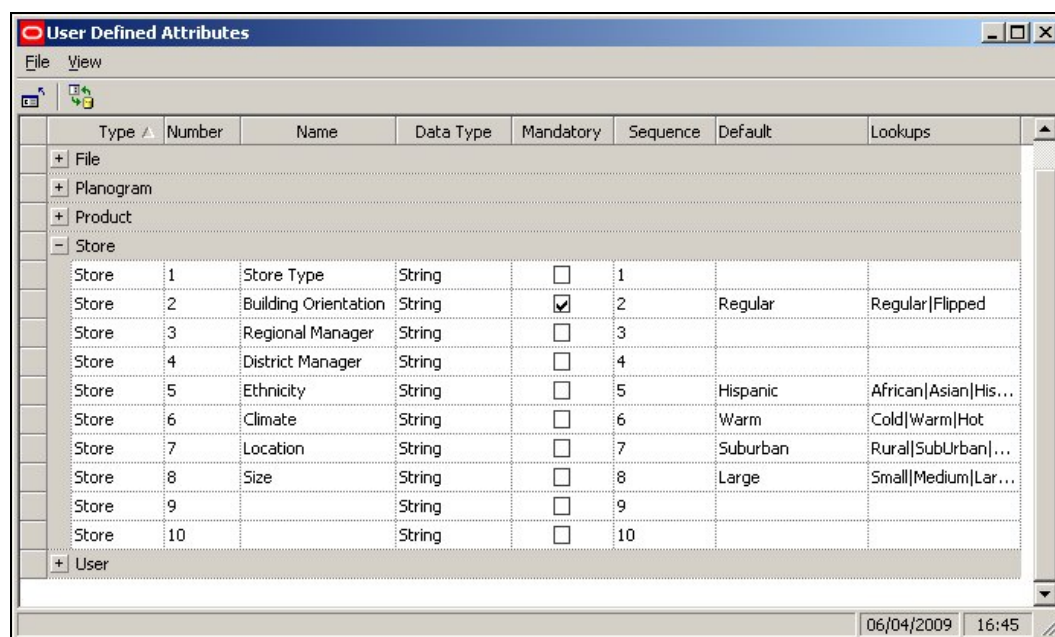 User Defined Attributes
File View
Type Number Name Data Type Mandatory Sequence Default Lookups
File
Planogram
Product
Store
Store 1 Store Type String 1
Store 2 Building Orientation String 2 Regular Regular|Flipped
Store 3 Regional Manager String 3
Store 4 District Manager String 4
Store 5 Ethnicity String 5 Hispanic African|Asian|His...
Store 6 Climate String 6 Warm Cold|Warm|Hot
Store 7 Location String 7 Suburban Rural|SubUrban|...
Store 8 Size String 8 Large Small|Medium|Lar...
Store 9 String 9
Store 10 String 10
User
06/04/2009 16:45